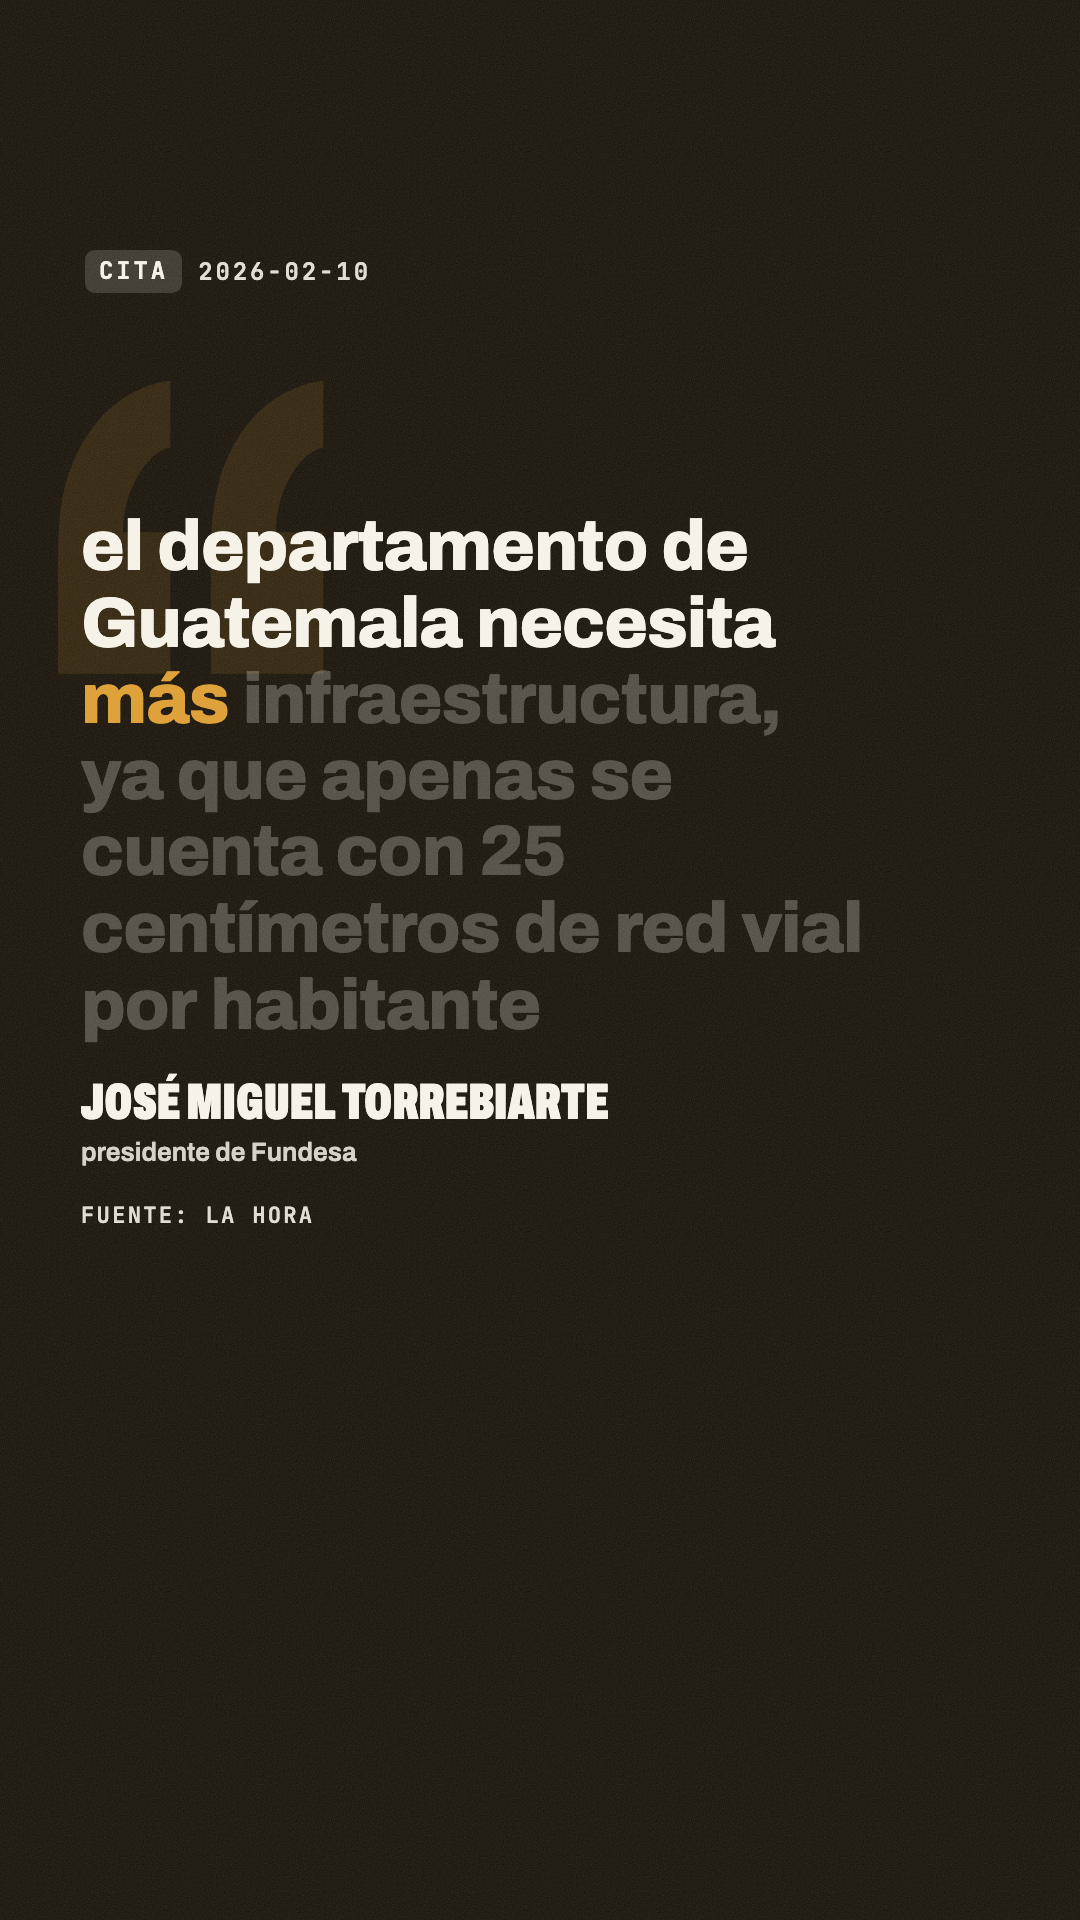 CITA 2026-02-10
“
el departamento de
Guatemala necesita
más infraestructura,
ya que apenas se
cuenta con 25
centímetros de red vial
por habitante
JOSÉ MIGUEL TORREBIARTE
presidente de Fundesa
FUENTE: LA HORA